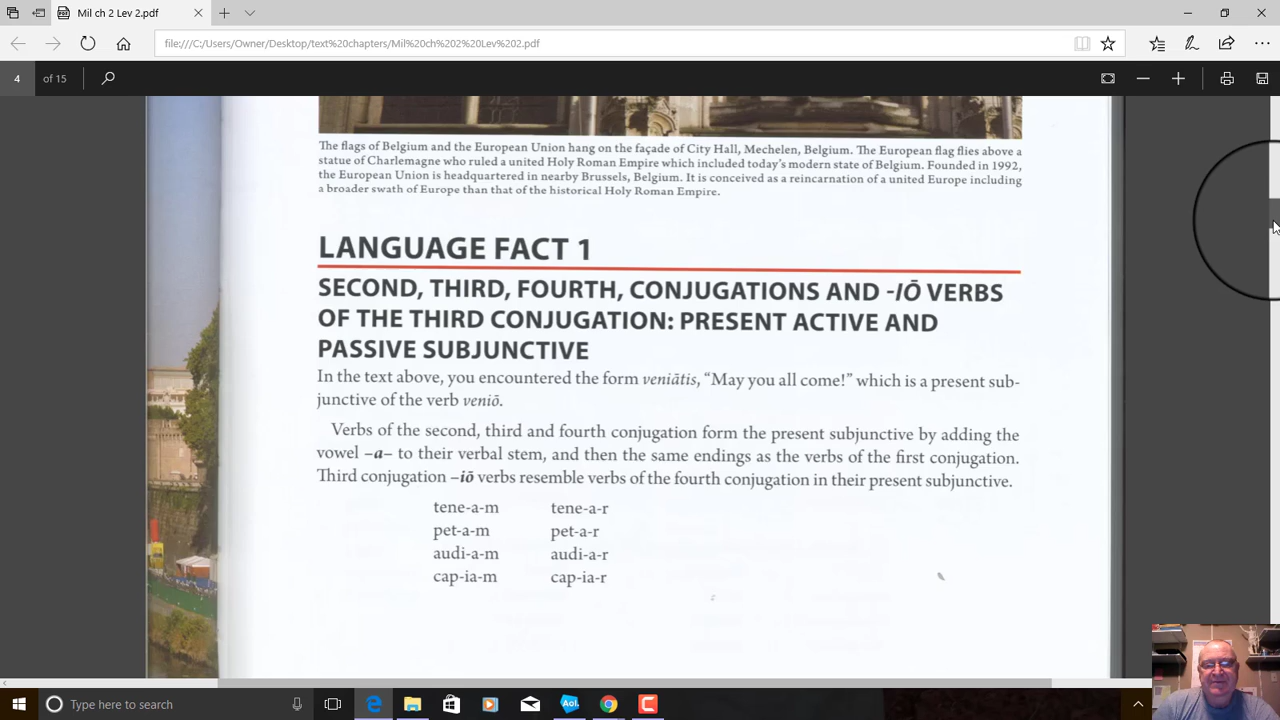 Mil ch 2 Lev 2.pdf
file:///C:/Users/Owner/Desktop/text%20chapters/Mil%20ch%202%20Lev%202.pdf
4 of 15
The flags of Belgium and the European Union hang on the façade of City Hall, Mechelen, Belgium. The European flag flies above a
statue of Charlemagne who ruled a united Holy Roman Empire which included today's modern state of Belgium. Founded in 1992,
the European Union is headquartered in nearby Brussels, Belgium. It is conceived as a reincarnation of a united Europe including
a broader swath of Europe than that of the historical Holy Roman Empire.
LANGUAGE FACT 1
SECOND, THIRD, FOURTH, CONJUGATIONS AND -IŌ VERBS
OF THE THIRD CONJUGATION: PRESENT ACTIVE AND
PASSIVE SUBJUNCTIVE
In the text above, you encountered the form veniātis, “May you all come!” which is a present sub-
junctive of the verb veniō.
Verbs of the second, third and fourth conjugation form the present subjunctive by adding the
vowel –a– to their verbal stem, and then the same endings as the verbs of the first conjugation.
Third conjugation –iō verbs resemble verbs of the fourth conjugation in their present subjunctive.
tene-a-m tene-a-r
pet-a-m pet-a-r
audi-a-m audi-a-r
cap-ia-m cap-ia-r
Type here to search
Aol.